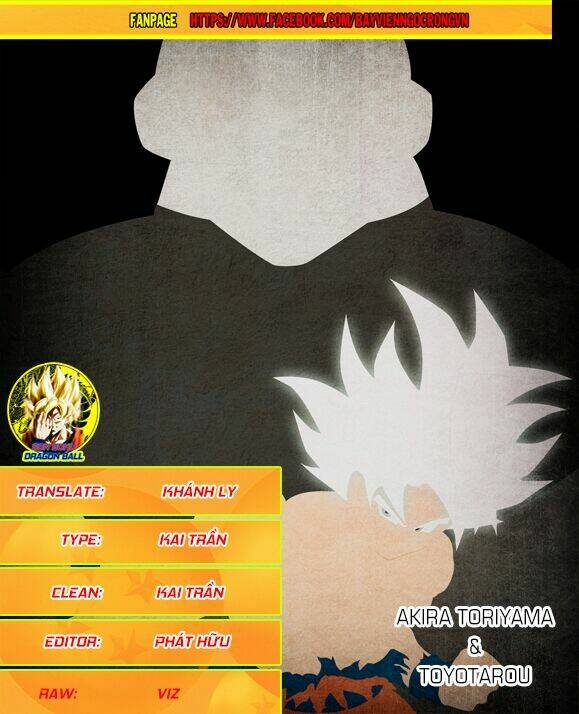 FANPAGE HTTPS://WWW.FACEBOOK.COM/BAYVIENNGOCRONGVN
DRAGON BALL
TRANSLATE: KHÁNH LY
TYPE: KAI TRẦN
CLEAN: KAI TRẦN
EDITOR: PHÁT HỮU
RAW: VIZ
AKIRA TORIYAMA
&
TOYOTAROU